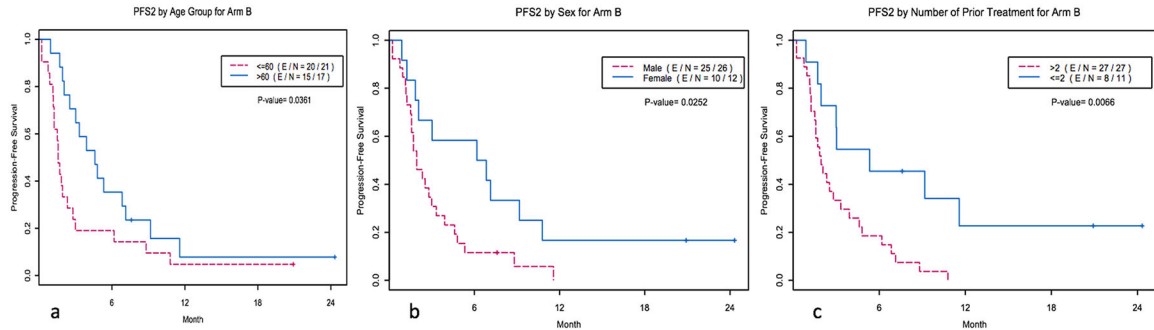 PFS2 by Age Group for Arm B
<=60 ( E / N = 20 / 21 )
>60 ( E / N = 15 / 17 )
P-value= 0.0361
Progression-Free Survival
0.0 0.2 0.4 0.6 0.8 1.0
6 12 18 24
Month
a
PFS2 by Sex for Arm B
Male ( E / N = 25 / 26 )
Female ( E / N = 10 / 12 )
P-value= 0.0252
Progression-Free Survival
0.0 0.2 0.4 0.6 0.8 1.0
6 12 18 24
Month
b
PFS2 by Number of Prior Treatment for Arm B
>2 ( E / N = 27 / 27 )
<=2 ( E / N = 8 / 11 )
P-value= 0.0066
Progression-Free Survival
0.0 0.2 0.4 0.6 0.8 1.0
6 12 18 24
Month
c